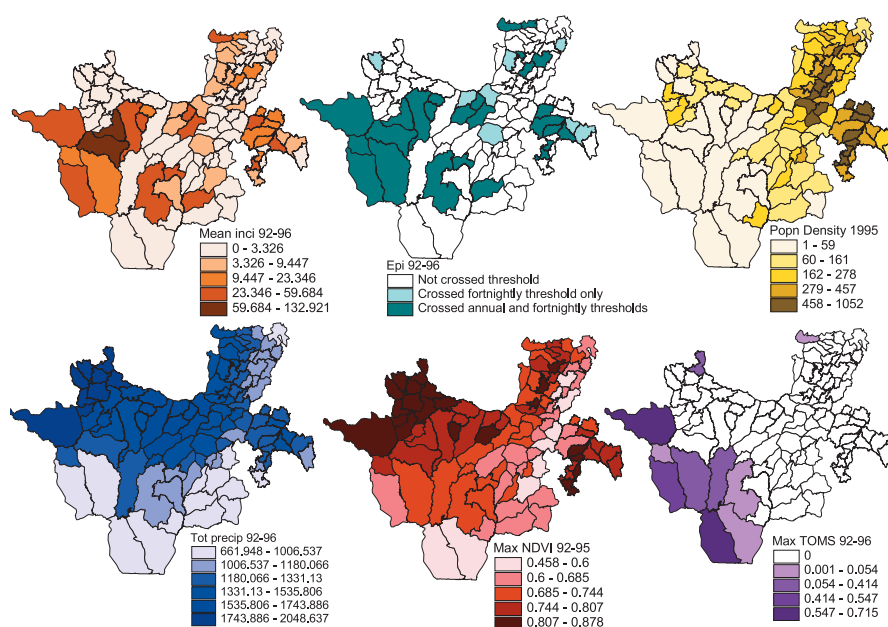 Mean inci 92-96
0 - 3.326
3.326 - 9.447
9.447 - 23.346
23.346 - 59.684
59.684 - 132.921
Epi 92-96
Not crossed threshold
Crossed fortnightly threshold only
Crossed annual and fortnightly thresholds
Popn Density 1995
1 - 59
60 - 161
162 - 278
279 - 457
458 - 1052
Tot precip 92-96
661.948 - 1006.537
1006.537 - 1180.066
1180.066 - 1331.13
1331.13 - 1535.806
1535.806 - 1743.886
1743.886 - 2048.637
Max NDVI 92-95
0.458 - 0.6
0.6 - 0.685
0.685 - 0.744
0.744 - 0.807
0.807 - 0.878
Max TOMS 92-96
0
0.001 - 0.054
0.054 - 0.414
0.414 - 0.547
0.547 - 0.715